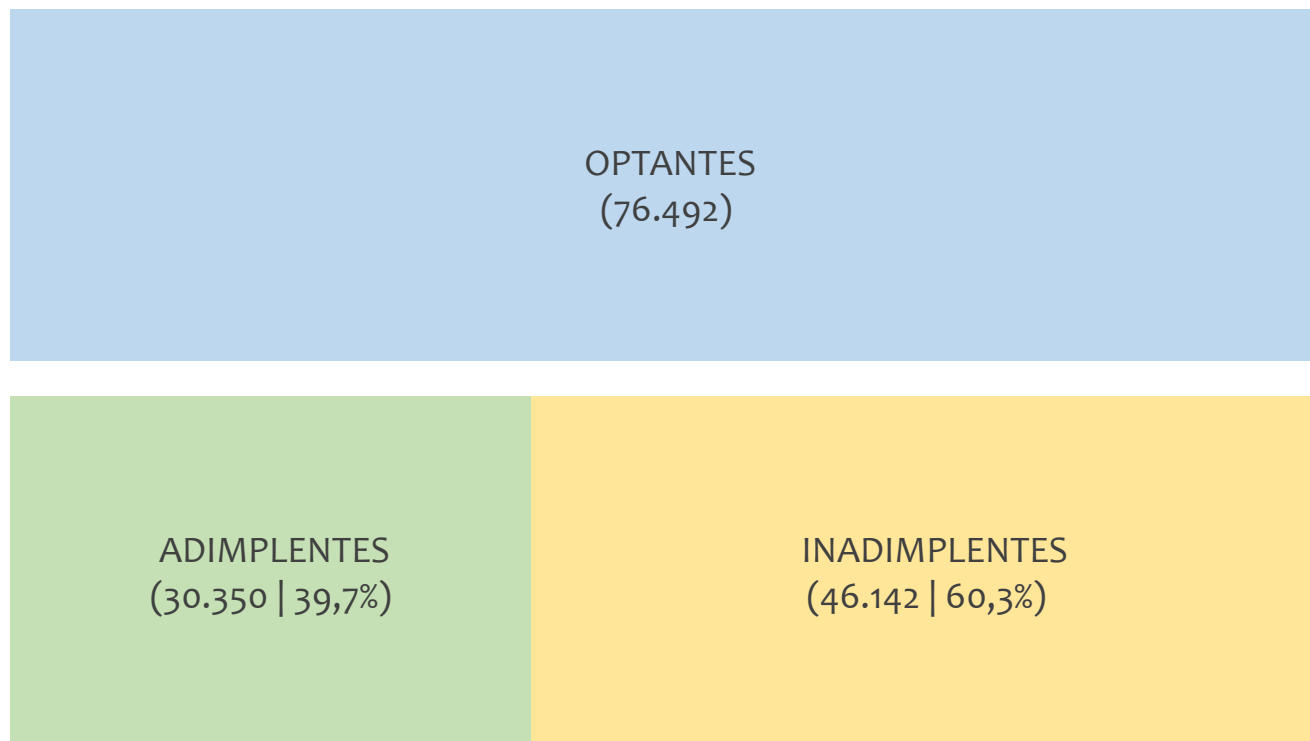 OPTANTES
(76.492)
ADIMPLENTES
(30.350 | 39,7%)
INADIMPLENTES
(46.142 | 60,3%)